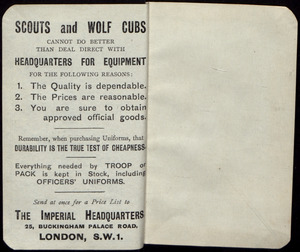 SCOUTS and WOLF CUBS
CANNOT DO BETTER
THAN DEAL DIRECT WITH
HEADQUARTERS FOR EQUIPMENT
FOR THE FOLLOWING REASONS:
1. The Quality is dependable.
2. The Prices are reasonable.
3. You are sure to obtain
approved official goods.
Remember, when purchasing Uniforms, that
DURABILITY IS THE TRUE TEST OF CHEAPNESS
Everything needed by TROOP or
PACK is kept in Stock, including
OFFICERS' UNIFORMS.
Send at once for a Price List to
THE IMPERIAL HEADQUARTERS
25, BUCKINGHAM PALACE ROAD.
LONDON, S.W.1.